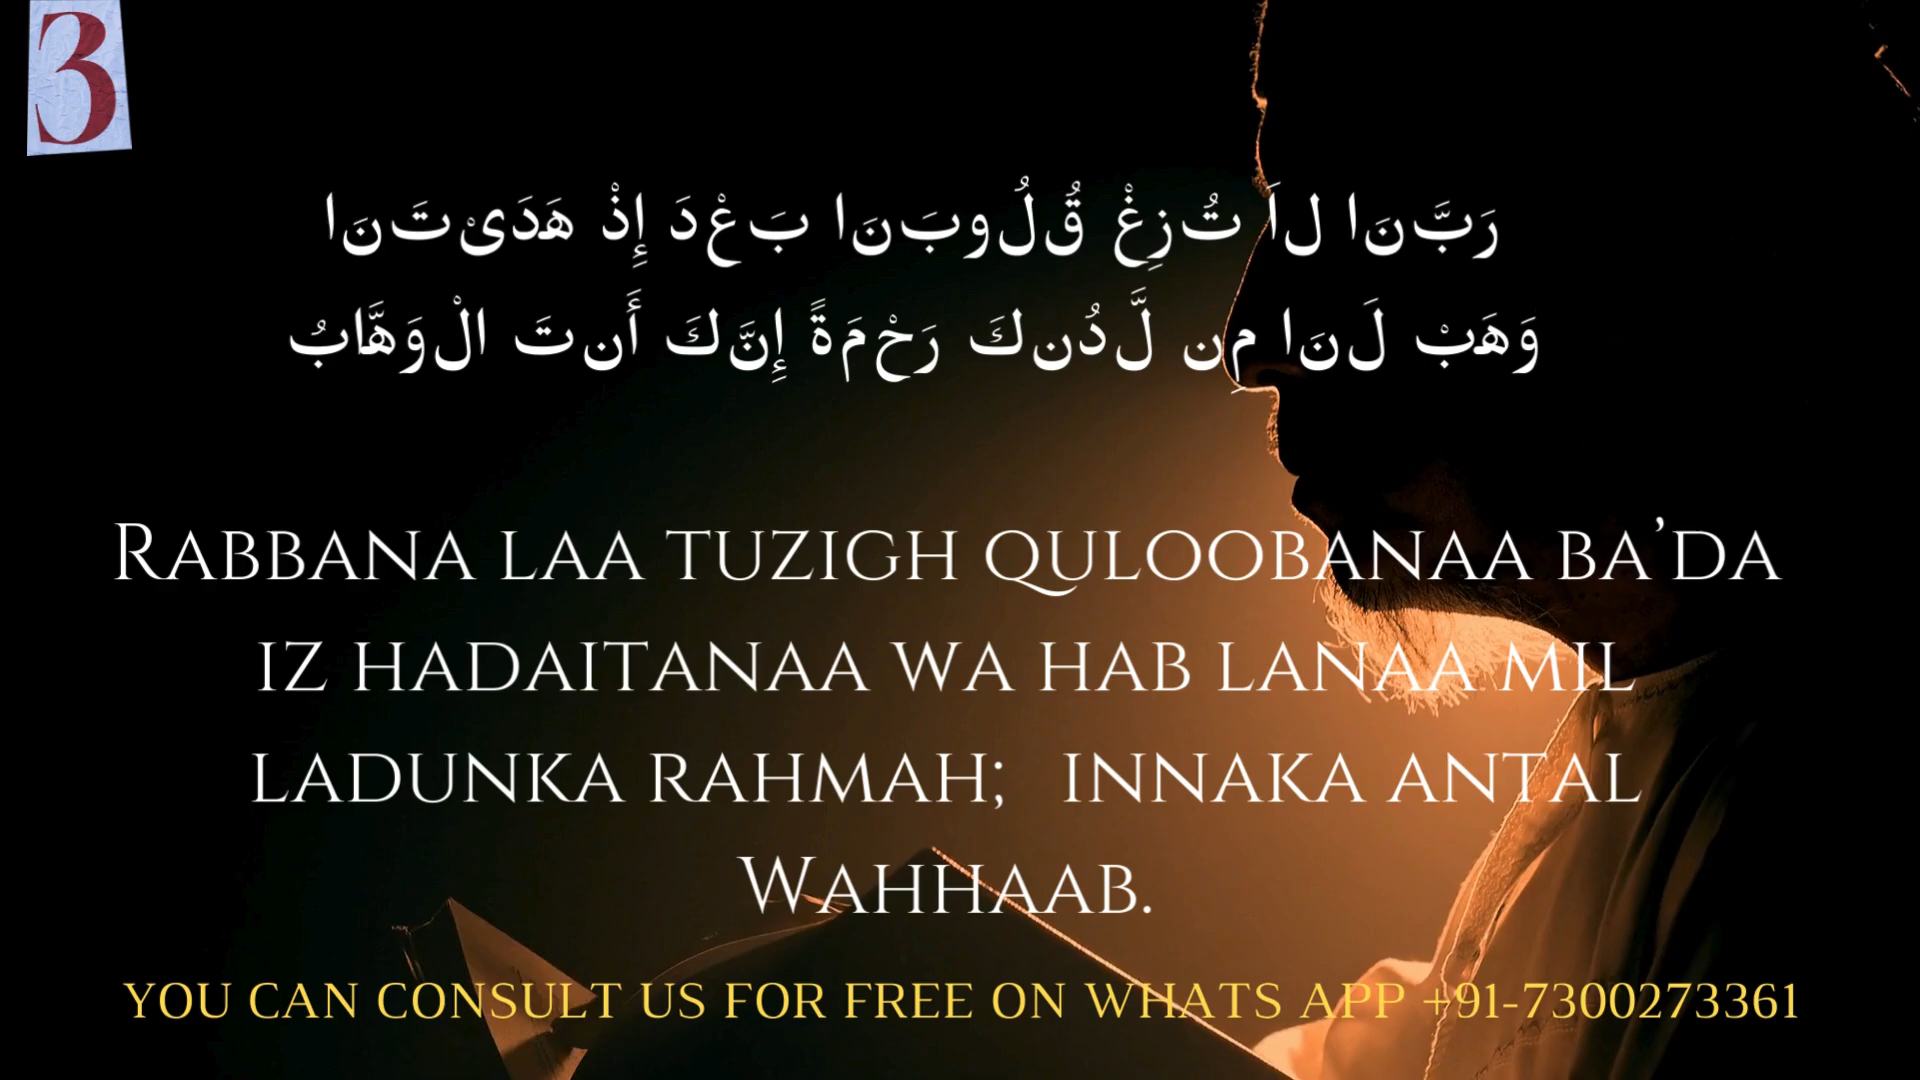 3
رَبَّنَا لاَ تُزِغْ قُلُوبَنَا بَعْدَ إِذْ هَدَيْتَنَا
وَهَبْ لَنَا مِن لَّدُنكَ رَحْمَةً إِنَّكَ أَنتَ الْوَهَّابُ
Rabbana laa tuzigh quloobanaa ba’da
iz hadaitanaa wa hab lanaa mil
ladunka rahmah; innaka antal
Wahhaab.
YOU CAN CONSULT US FOR FREE ON WHATS APP +91-7300273361